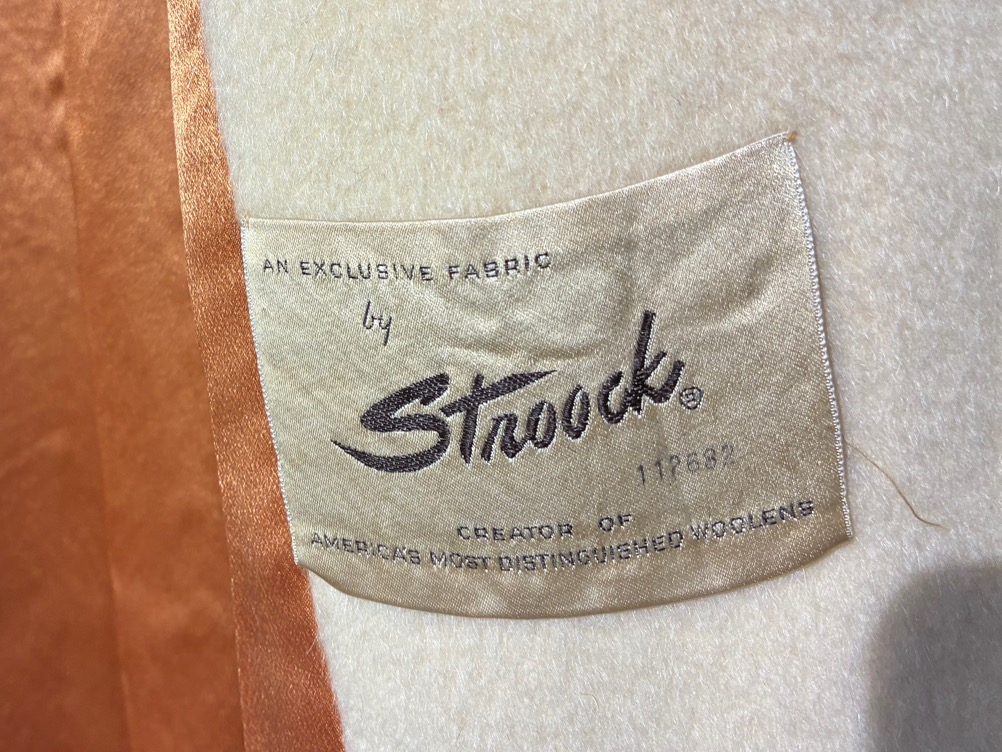 AN EXCLUSIVE FABRIC
by
Stroock®
112682
CREATOR OF
AMERICA'S MOST DISTINGUISHED WOOLENS